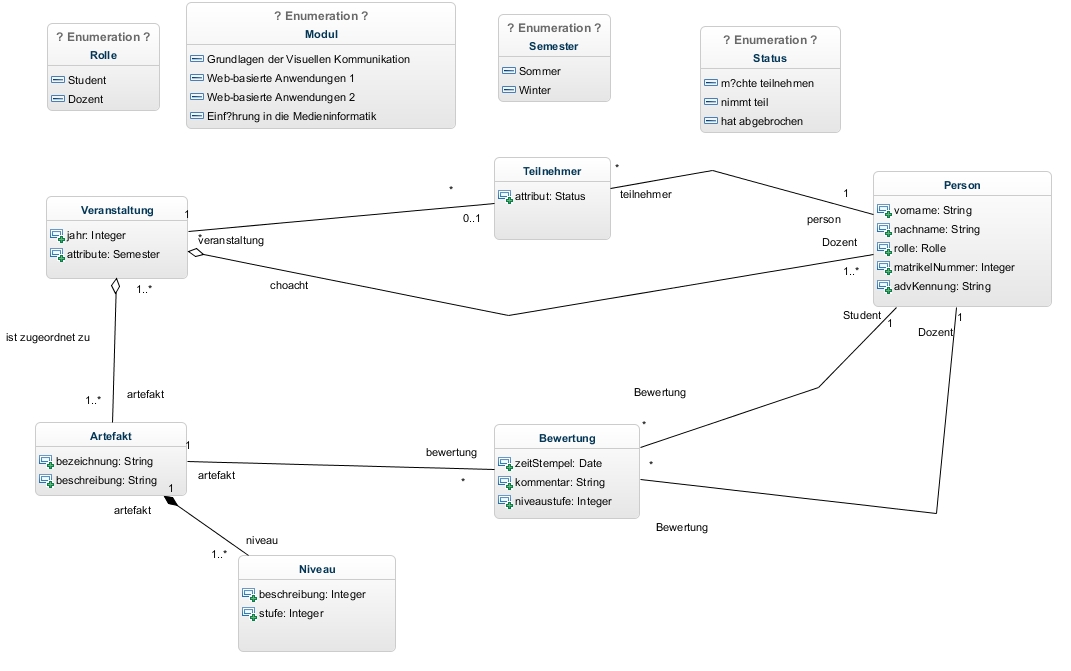 ? Enumeration ?
Rolle
Student
Dozent
? Enumeration ?
Modul
Grundlagen der Visuellen Kommunikation
Web-basierte Anwendungen 1
Web-basierte Anwendungen 2
Einf?hrung in die Medieninformatik
? Enumeration ?
Semester
Sommer
Winter
? Enumeration ?
Status
m?chte teilnehmen
nimmt teil
hat abgebrochen
Veranstaltung
jahr: Integer
attribute: Semester
1
*
veranstaltung
*
0..1
Teilnehmer
attribut: Status
*
teilnehmer
1
person
Person
vorname: String
nachname: String
rolle: Rolle
matrikelNummer: Integer
advKennung: String
Dozent
1..*
choacht
1..*
ist zugeordnet zu
1..*
artefakt
Artefakt
bezeichnung: String
beschreibung: String
1
artefakt
bewertung
*
Bewertung
zeitStempel: Date
kommentar: String
niveaustufe: Integer
Student
1
Bewertung
*
Dozent
1
*
Bewertung
1
artefakt
niveau
1..*
Niveau
beschreibung: Integer
stufe: Integer